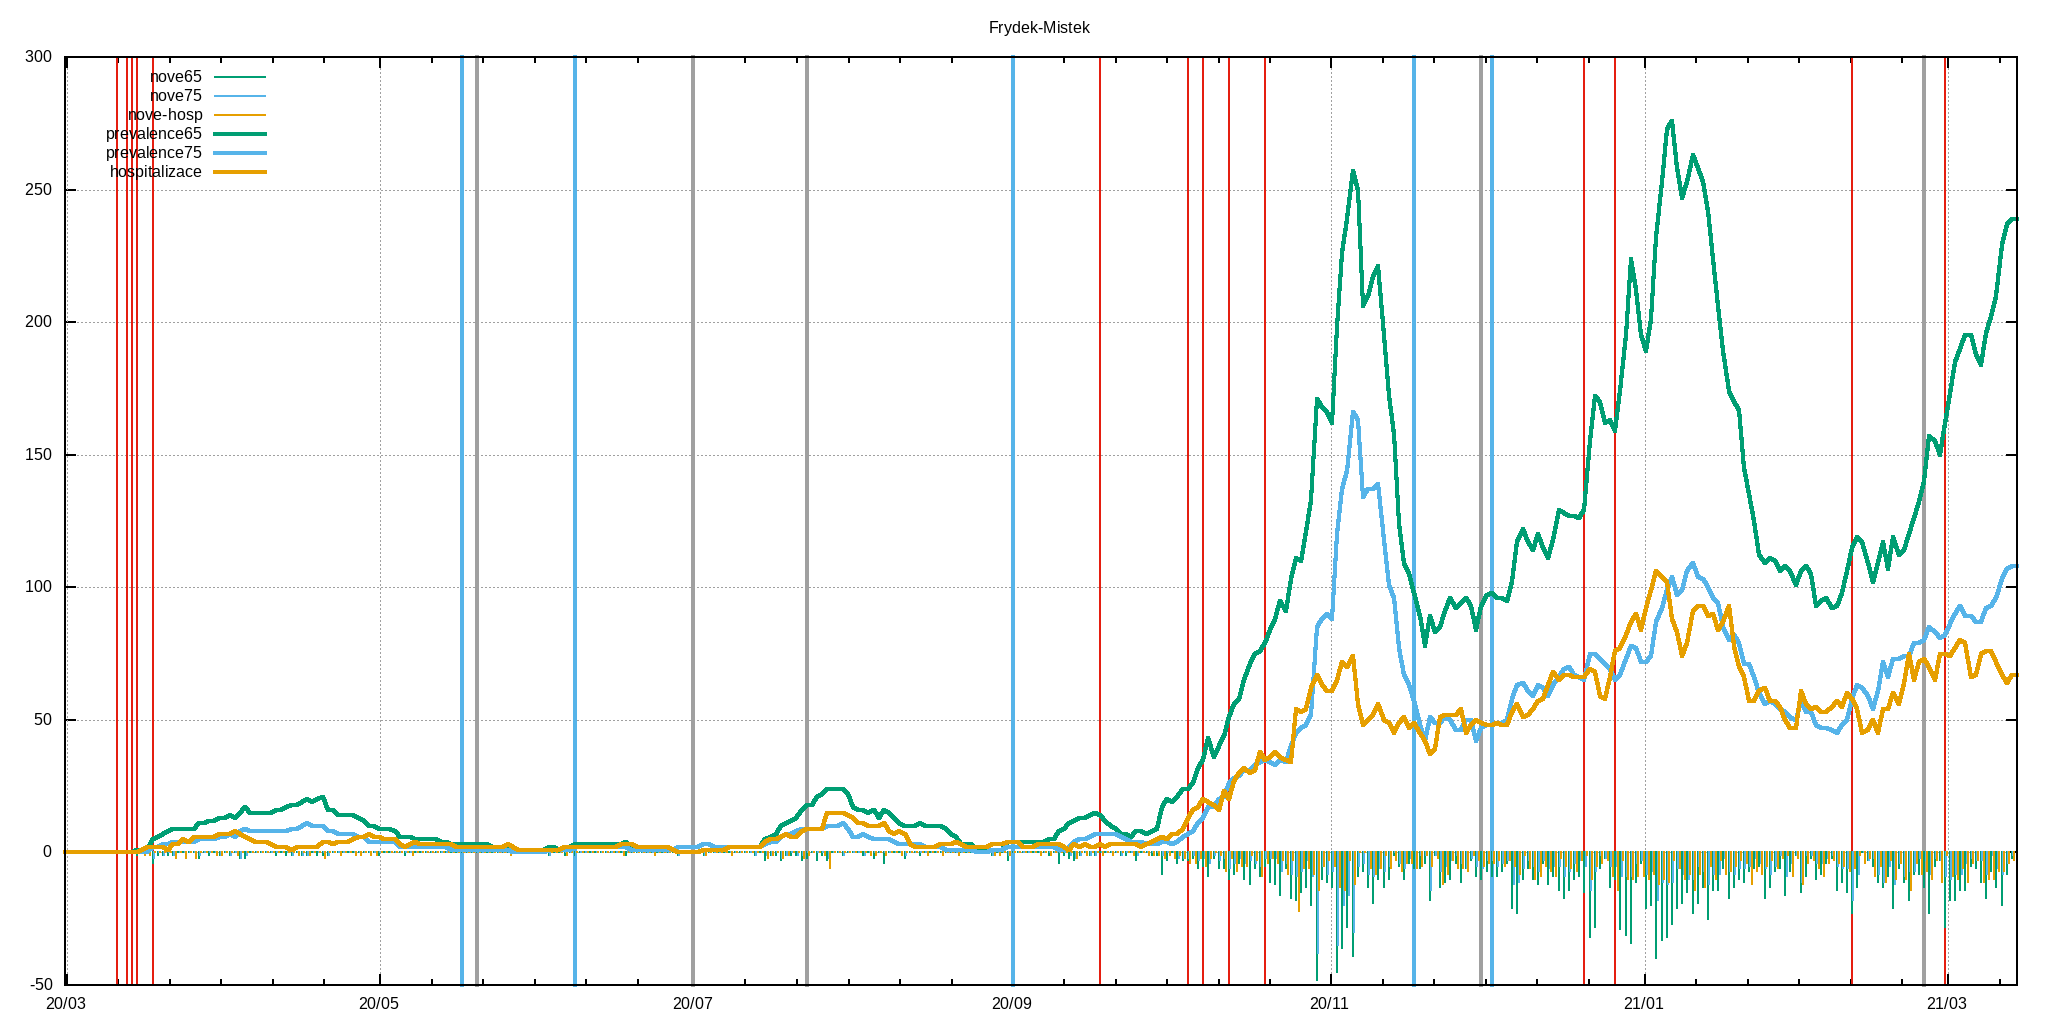 Frydek-Mistek
300
250
200
150
100
50
0
-50
nove65
nove75
nove-hosp
prevalence65
prevalence75
hospitalizace
20/03 20/05 20/07 20/09 20/11 21/01 21/03